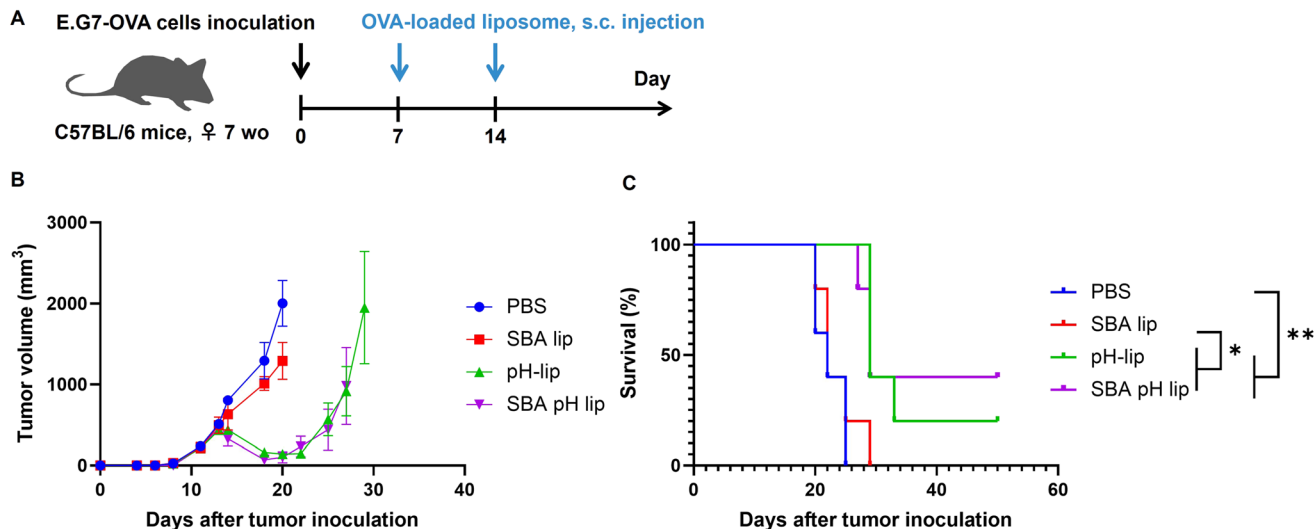 A
E.G7-OVA cells inoculation
OVA-loaded liposome, s.c. injection
Day
C57BL/6 mice, ♀ 7 wo
0
7
14
B
Tumor volume (mm³)
3000
2000
1000
0
0
10
20
30
40
Days after tumor inoculation
PBS
SBA lip
pH-lip
SBA pH lip
C
Survival (%)
100
50
0
0
20
40
60
Days after tumor inoculation
PBS
SBA lip
pH-lip
SBA pH lip
*
**